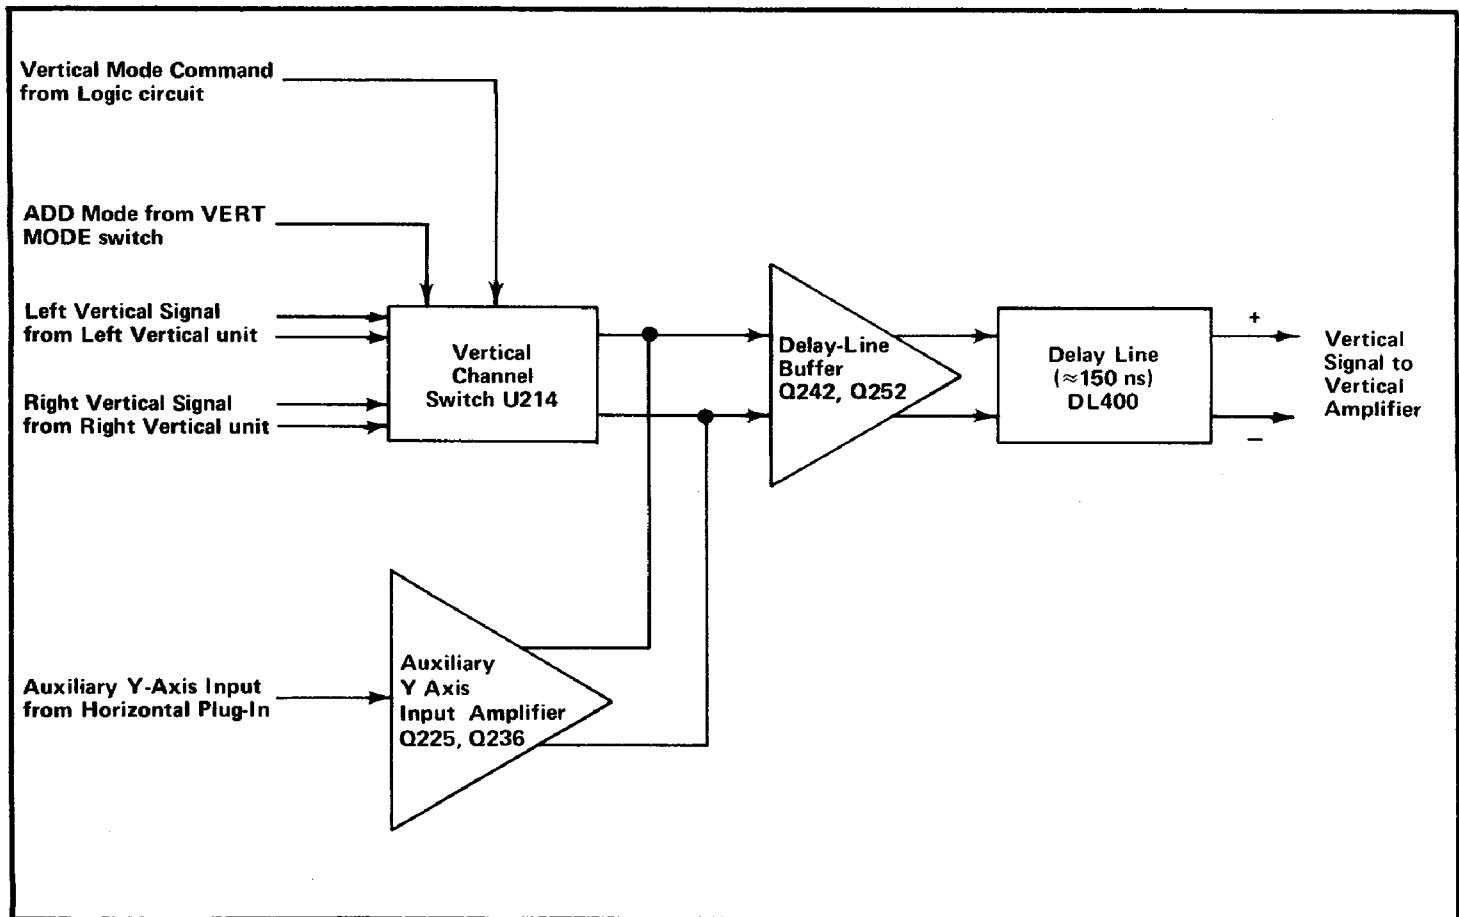 Vertical Mode Command
from Logic circuit
ADD Mode from VERT
MODE switch
Left Vertical Signal
from Left Vertical unit
Right Vertical Signal
from Right Vertical unit
Vertical
Channel
Switch U214
Delay-Line
Buffer
Q242, Q252
Delay Line
(≈150 ns)
DL400
+
−
Vertical
Signal to
Vertical
Amplifier
Auxiliary Y-Axis Input
from Horizontal Plug-In
Auxiliary
Y Axis
Input Amplifier
Q225, Q236